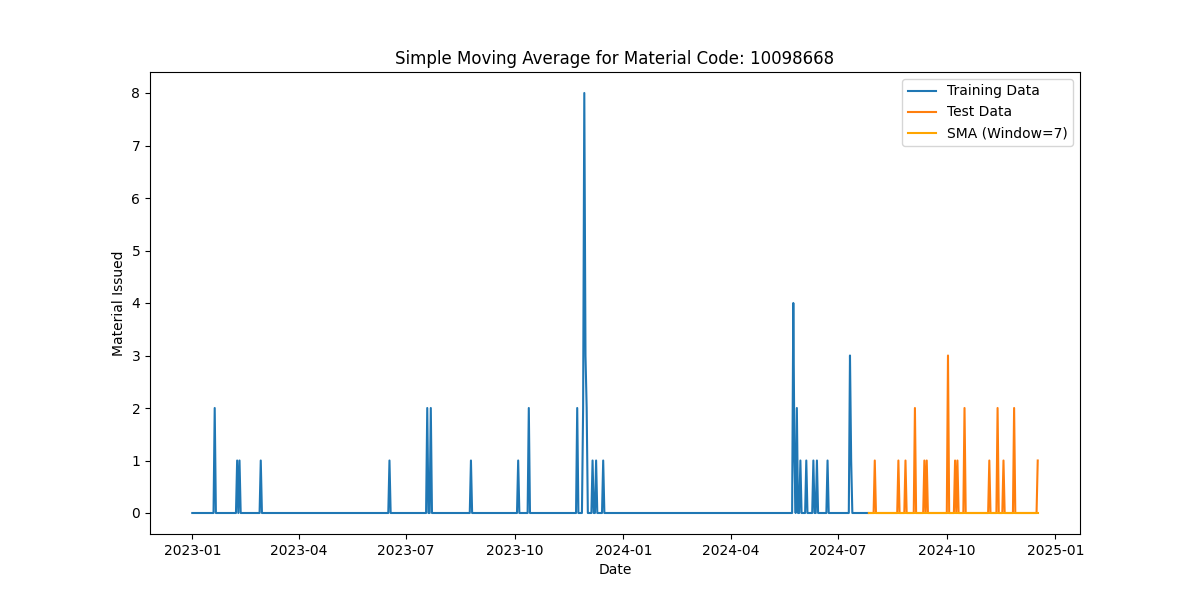 Simple Moving Average for Material Code: 10098668
Training Data
Test Data
SMA (Window=7)
Material Issued
8
7
6
5
4
3
2
1
0
2023-01 2023-04 2023-07 2023-10 2024-01 2024-04 2024-07 2024-10 2025-01
Date